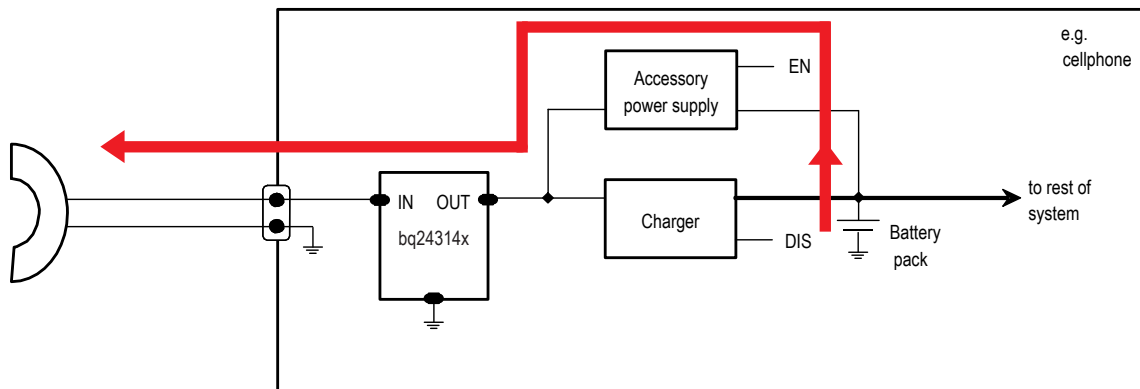 e.g.
cellphone
Accessory
power supply
EN
IN
OUT
bq24314x
Charger
DIS
to rest of
system
Battery
pack